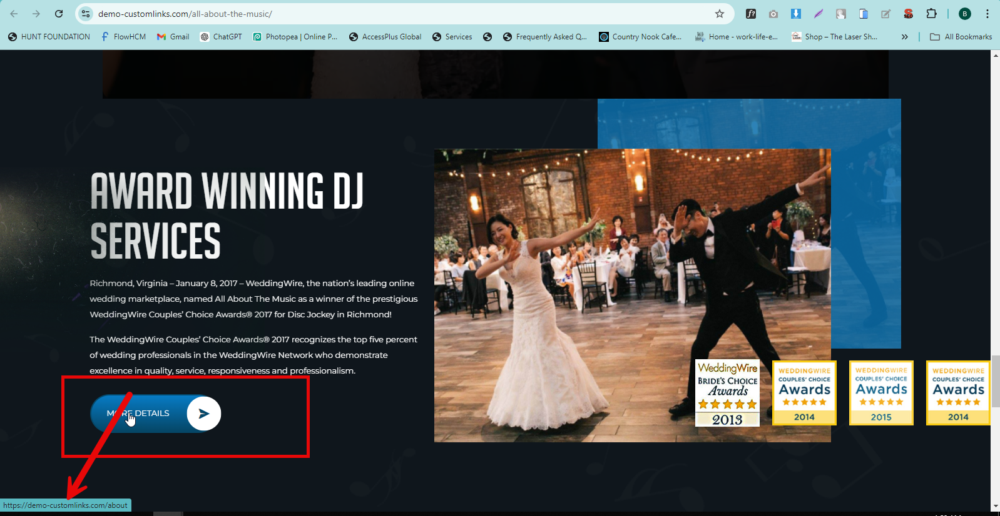 demo-customlinks.com/all-about-the-music/
f?
SEO
B
HUNT FOUNDATION
FlowHCM
Gmail
ChatGPT
Photopea | Online P...
AccessPlus Global
Services
Frequently Asked Q...
Country Nook Cafe...
Home - work-life-e...
Shop – The Laser Sh...
»
All Bookmarks
AWARD WINNING DJ
SERVICES
Richmond, Virginia – January 8, 2017 – WeddingWire, the nation's leading online
wedding marketplace, named All About The Music as a winner of the prestigious
WeddingWire Couples' Choice Awards® 2017 for Disc Jockey in Richmond!
The WeddingWire Couples' Choice Awards® 2017 recognizes the top five percent
of wedding professionals in the WeddingWire Network who demonstrate
excellence in quality, service, responsiveness and professionalism.
MORE DETAILS
WeddingWire
BRIDE'S CHOICE
Awards
2013
WEDDINGWIRE
COUPLES' CHOICE
Awards
2014
WEDDINGWIRE
COUPLES' CHOICE
Awards
2015
WEDDINGWIRE
COUPLES' CHOICE
Awards
2014
https://demo-customlinks.com/about